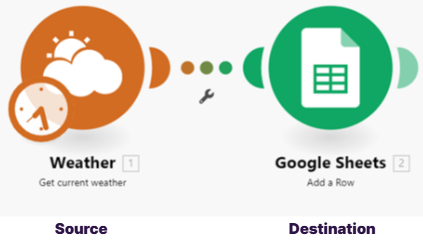 Weather 1
Get current weather
Google Sheets 2
Add a Row
Source
Destination